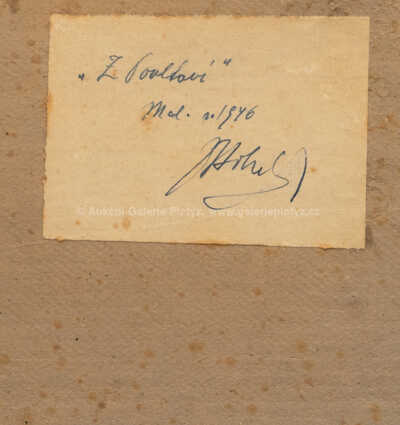 „Z Povltaví“
Mal. r. 1946
© Aukční Galerie Platýz, www.galerieplatyz.cz